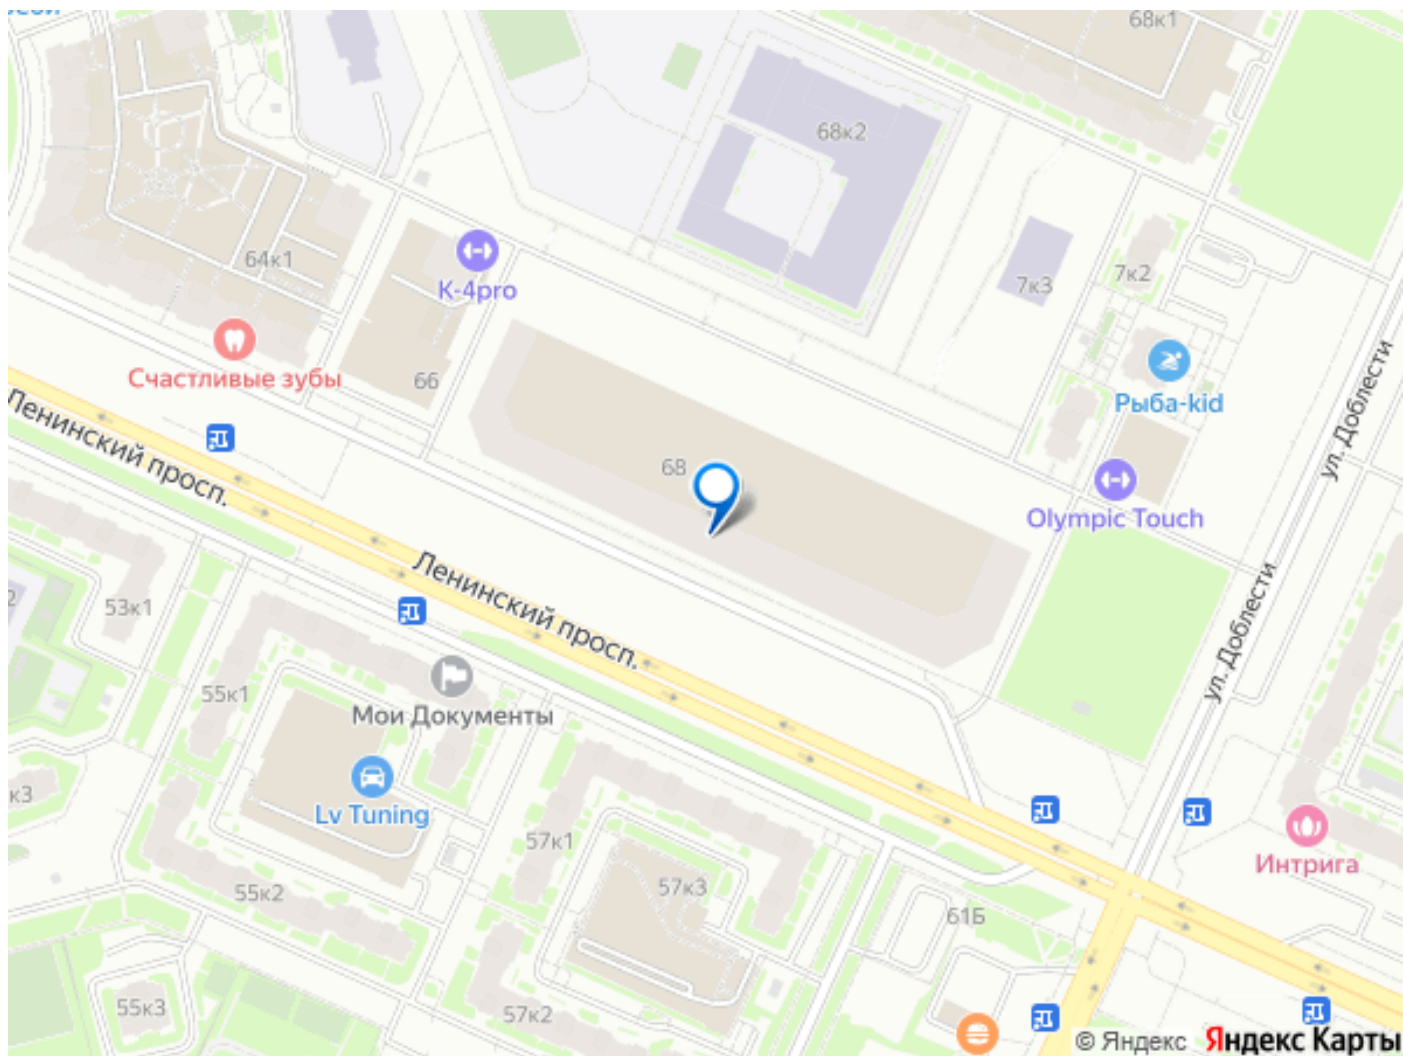 68к1
68к2
64к1
K-4pro
7к3
7к2
Счастливые зубы
66
Рыба-kid
ул. Доблести
Ленинский просп.
68
Olympic Touch
Ленинский просп.
ул. Доблести
53к1
55к1
Мои Документы
к3
Lv Tuning
57к1
Интрига
55к2
57к3
61Б
55к3
57к2
© Яндекс Яндекс Карты